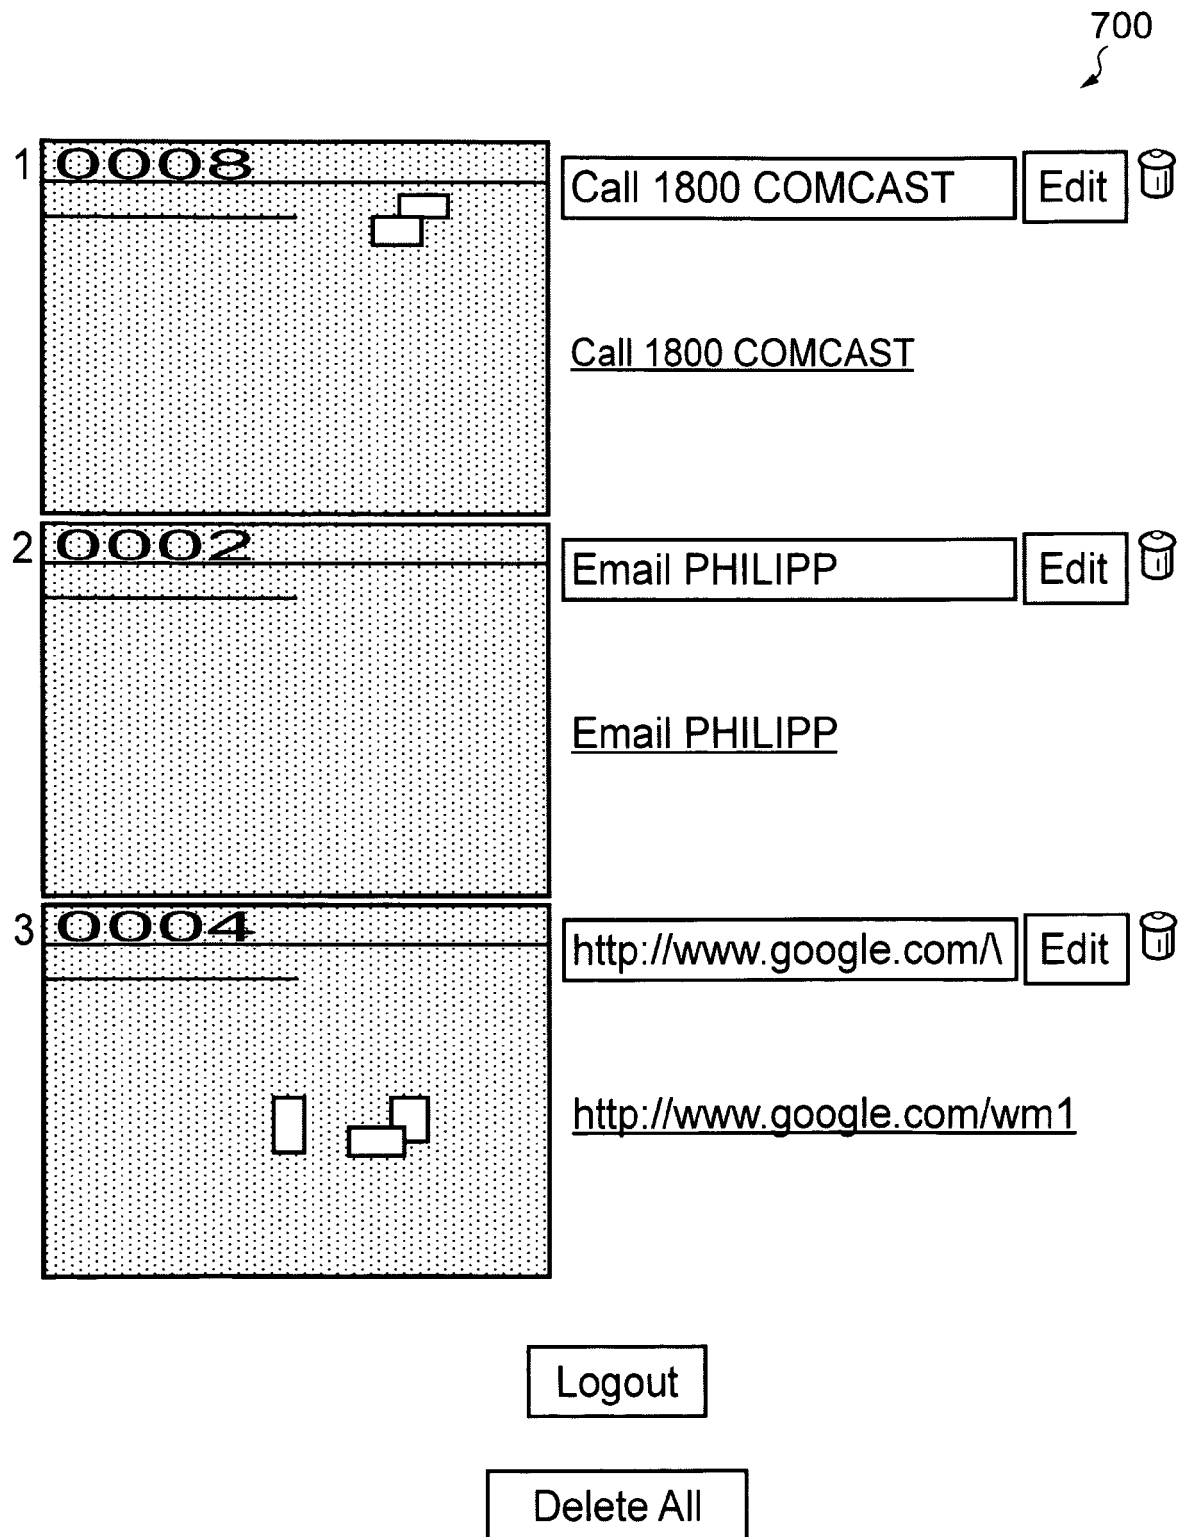 700
1 0008 Call 1800 COMCAST Edit
Call 1800 COMCAST
2 0002 Email PHILIPP Edit
Email PHILIPP
3 0004 http://www.google.com/\ Edit
http://www.google.com/wm1
Logout
Delete All